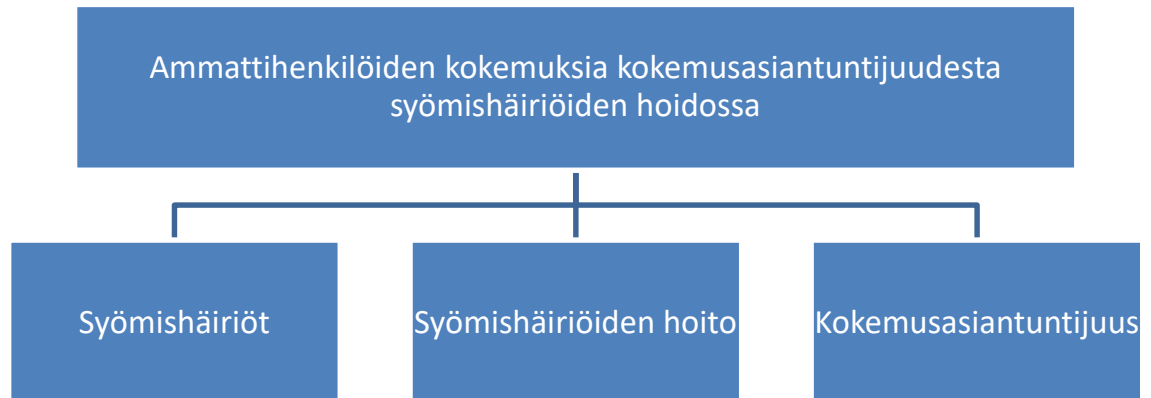 Ammattihenkilöiden kokemuksia kokemusasiantuntijuudesta
syömishäiriöiden hoidossa
Syömishäiriöt
Syömishäiriöiden hoito
Kokemusasiantuntijuus